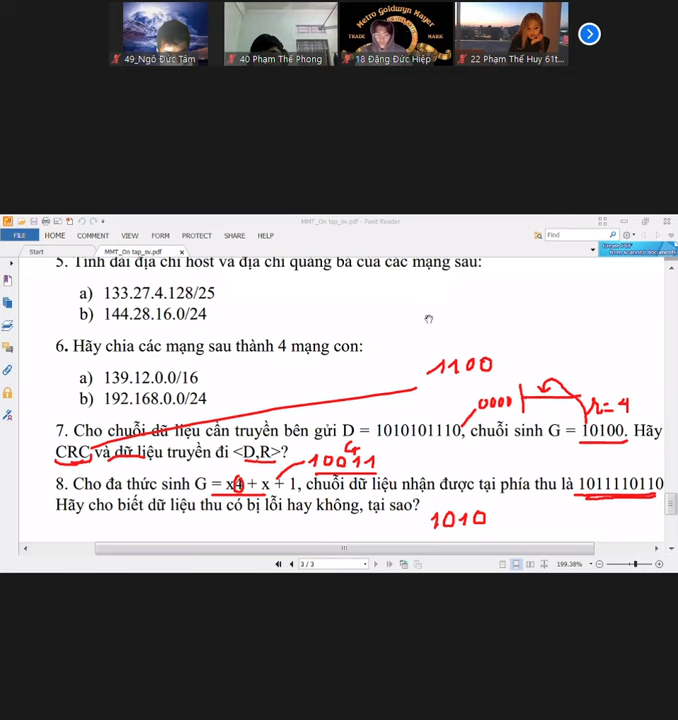 Metro Goldwyn Mayer
TRADE MARK
49_Ngô Đức Tâm
40 Phạm Thế Phong
18 Đặng Đức Hiệp
22 Phạm Thế Huy 61t...
MMT_On tap_sv.pdf - Foxit Reader
FILE HOME COMMENT VIEW FORM PROTECT SHARE HELP
Find
Start
MMT_On tap_sv.pdf
Create PDF
from scanned documents
5. Tính dải địa chỉ host và địa chỉ quảng bá của các mạng sau:
a) 133.27.4.128/25
b) 144.28.16.0/24
6. Hãy chia các mạng sau thành 4 mạng con:
1100
a) 139.12.0.0/16
b) 192.168.0.0/24
0000
r=4
7. Cho chuỗi dữ liệu cần truyền bên gửi D = 1010101110, chuỗi sinh G = 10100. Hãy
CRC và dữ liệu truyền đi <D,R>?
G
10011
8. Cho đa thức sinh G = x4 + x + 1, chuỗi dữ liệu nhận được tại phía thu là 1011110110
Hãy cho biết dữ liệu thu có bị lỗi hay không, tại sao?
1010
3 / 3
199.38%